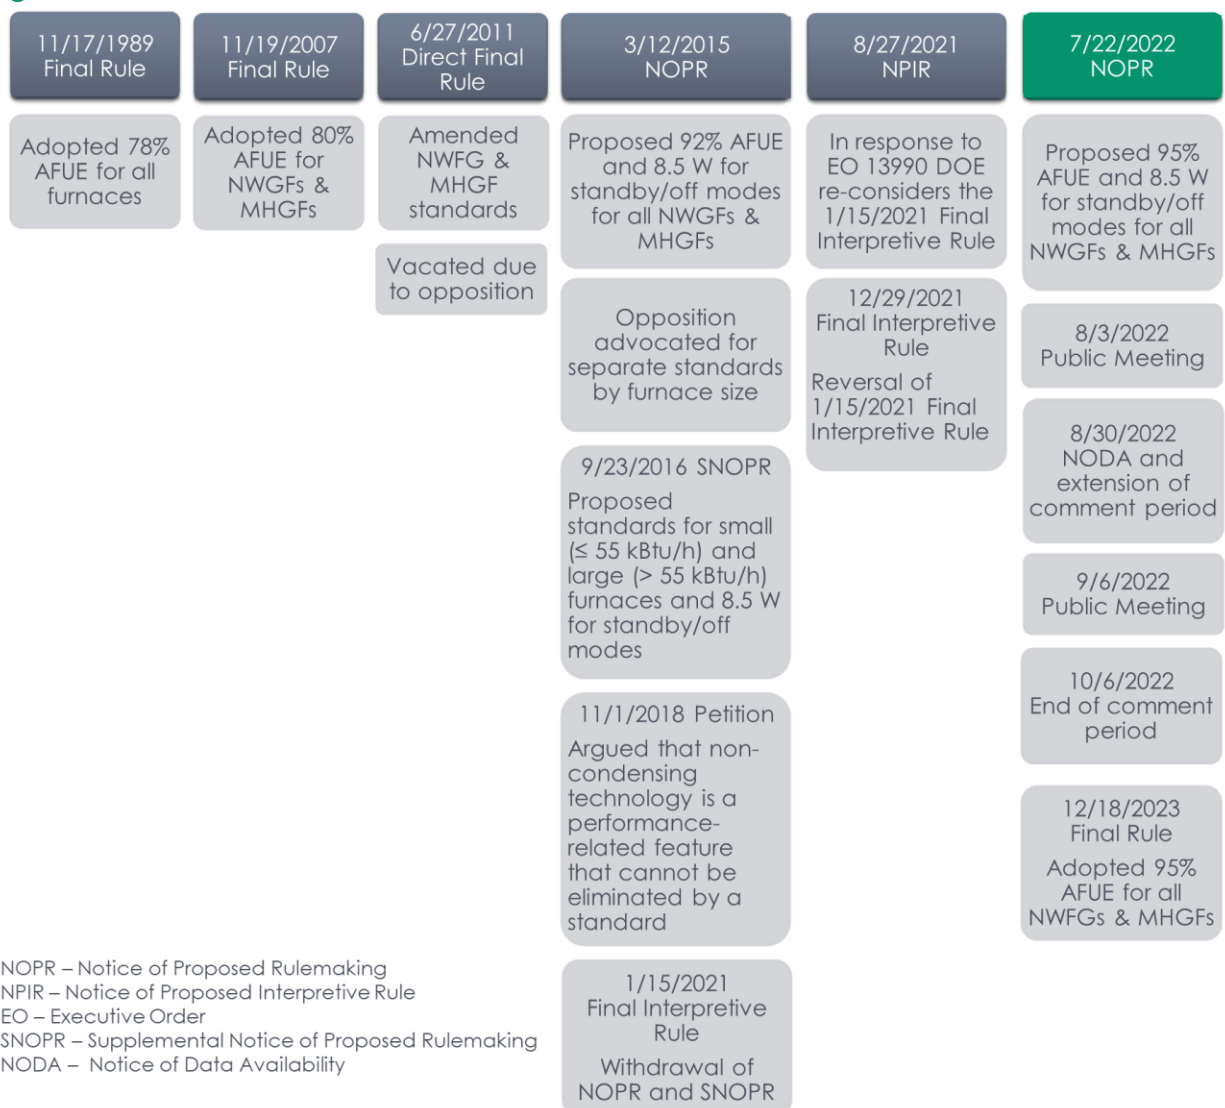 11/17/1989
Final Rule
Adopted 78%
AFUE for all
furnaces
11/19/2007
Final Rule
Adopted 80%
AFUE for
NWGFs &
MHGFs
6/27/2011
Direct Final
Rule
Amended
NWFG &
MHGF
standards
Vacated due
to opposition
3/12/2015
NOPR
Proposed 92% AFUE
and 8.5 W for
standby/off modes
for all NWGFs &
MHGFs
Opposition
advocated for
separate standards
by furnace size
9/23/2016 SNOPR
Proposed
standards for small
(≤ 55 kBtu/h) and
large (> 55 kBtu/h)
furnaces and 8.5 W
for standby/off
modes
11/1/2018 Petition
Argued that non-
condensing
technology is a
performance-
related feature
that cannot be
eliminated by a
standard
1/15/2021
Final Interpretive
Rule
Withdrawal of
NOPR and SNOPR
8/27/2021
NPIR
In response to
EO 13990 DOE
re-considers the
1/15/2021 Final
Interpretive Rule
12/29/2021
Final Interpretive
Rule
Reversal of
1/15/2021 Final
Interpretive Rule
7/22/2022
NOPR
Proposed 95%
AFUE and 8.5 W
for standby/off
modes for all
NWGFs & MHGFs
8/3/2022
Public Meeting
8/30/2022
NODA and
extension of
comment period
9/6/2022
Public Meeting
10/6/2022
End of comment
period
12/18/2023
Final Rule
Adopted 95%
AFUE for all
NWFGs & MHGFs
NOPR – Notice of Proposed Rulemaking
NPIR – Notice of Proposed Interpretive Rule
EO – Executive Order
SNOPR – Supplemental Notice of Proposed Rulemaking
NODA – Notice of Data Availability